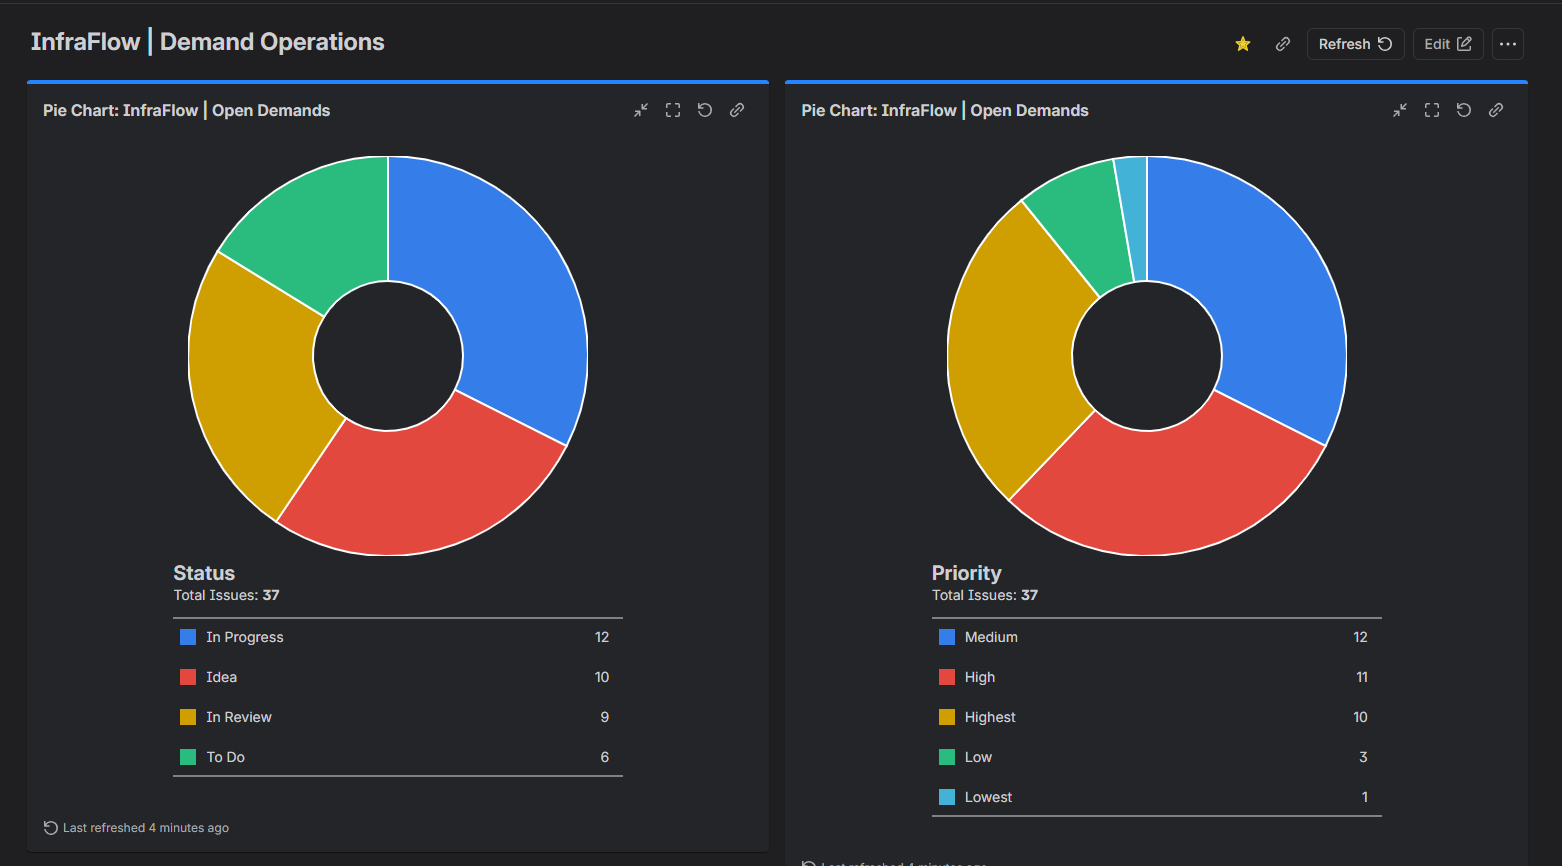 InfraFlow | Demand Operations
Refresh
Edit
Pie Chart: InfraFlow | Open Demands
Status
Total Issues: 37
In Progress 12
Idea 10
In Review 9
To Do 6
Last refreshed 4 minutes ago
Pie Chart: InfraFlow | Open Demands
Priority
Total Issues: 37
Medium 12
High 11
Highest 10
Low 3
Lowest 1